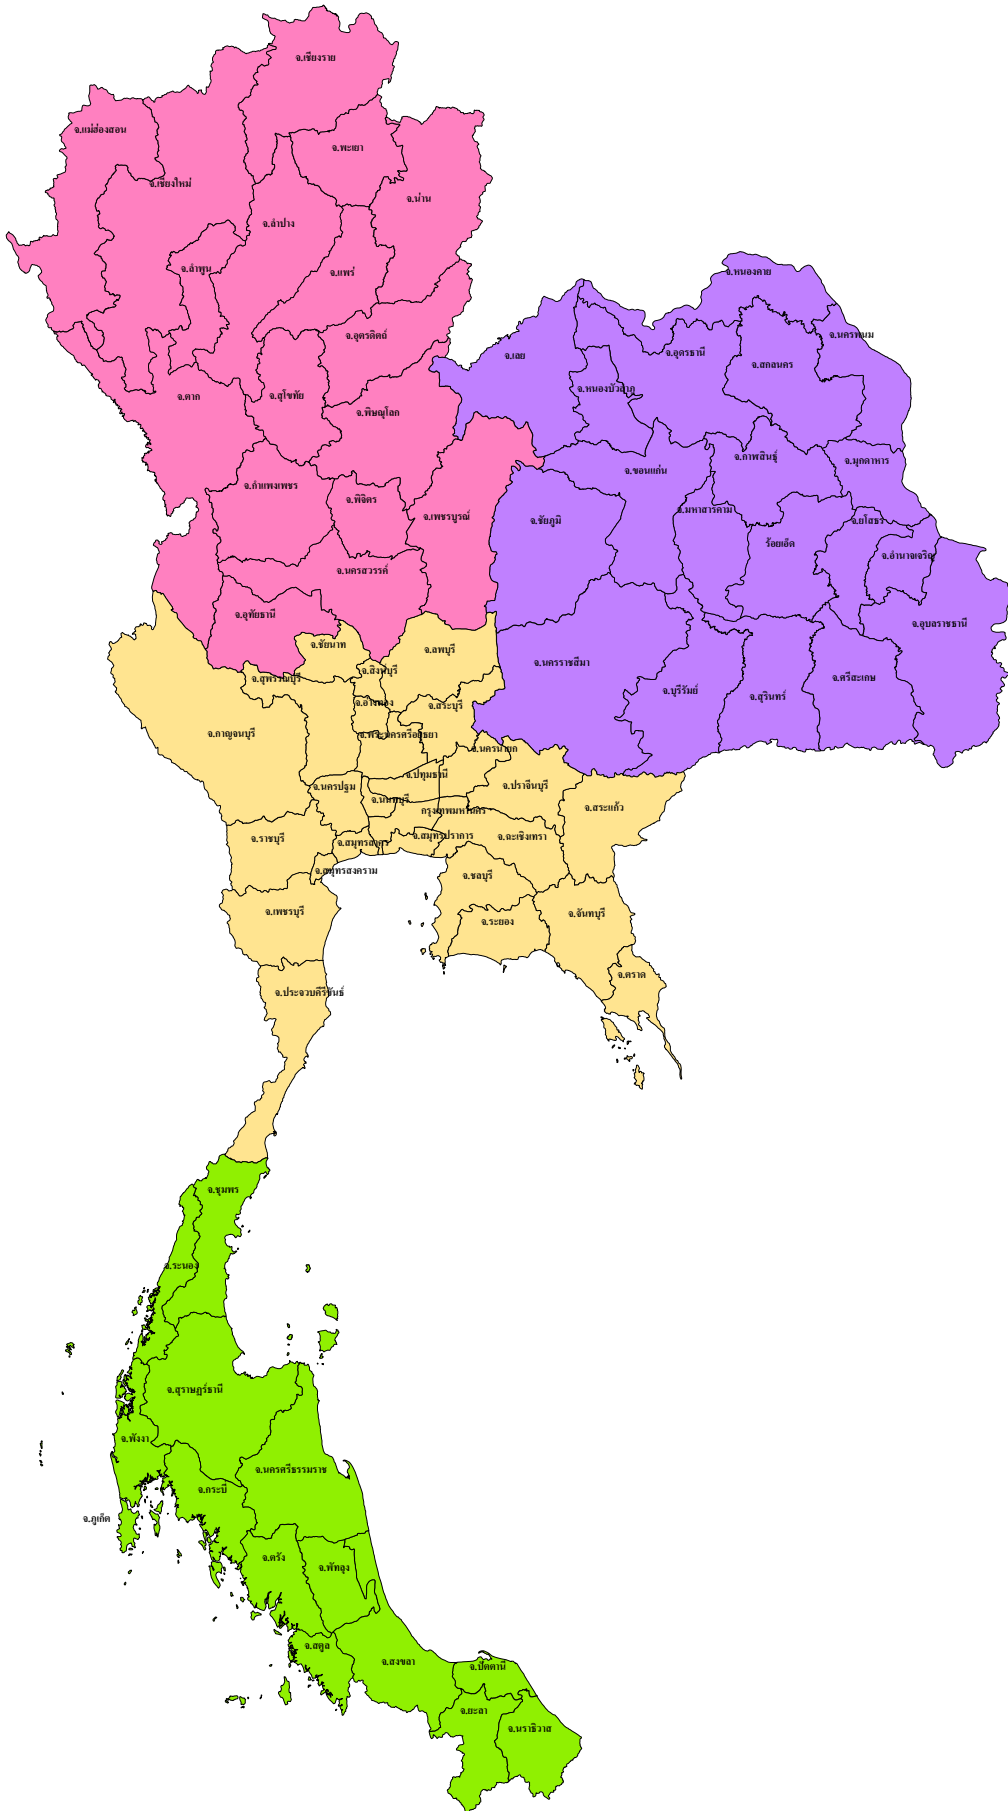 จ.เชียงราย
จ.แม่ฮ่องสอน
จ.พะเยา
จ.เชียงใหม่
จ.น่าน
จ.ลำปาง
จ.ลำพูน
จ.แพร่
จ.หนองคาย
จ.อุตรดิตถ์
จ.นครพนม
จ.เลย
จ.อุดรธานี
จ.สกลนคร
จ.หนองบัวลำภู
จ.ตาก
จ.สุโขทัย
จ.พิษณุโลก
จ.กาฬสินธุ์
จ.มุกดาหาร
จ.ขอนแก่น
จ.กำแพงเพชร
จ.พิจิตร
จ.มหาสารคาม
จ.เพชรบูรณ์
จ.ชัยภูมิ
จ.ยโสธร
ร้อยเอ็ด
จ.อำนาจเจริญ
จ.นครสวรรค์
จ.อุทัยธานี
จ.อุบลราชธานี
จ.ชัยนาท
จ.ลพบุรี
จ.นครราชสีมา
จ.สิงห์บุรี
จ.สุพรรณบุรี
จ.ศรีสะเกษ
จ.บุรีรัมย์
จ.สุรินทร์
จ.อ่างทอง
จ.สระบุรี
จ.กาญจนบุรี
จ.พระนครศรีอยุธยา
จ.นครนายก
จ.ปทุมธานี
จ.นครปฐม
จ.ปราจีนบุรี
จ.นนทบุรี
จ.สระแก้ว
กรุงเทพมหานคร
จ.ราชบุรี
จ.สมุทรสาคร
จ.สมุทรปราการ
จ.ฉะเชิงเทรา
จ.สมุทรสงคราม
จ.ชลบุรี
จ.เพชรบุรี
จ.ระยอง
จ.จันทบุรี
จ.ตราด
จ.ประจวบคีรีขันธ์
จ.ชุมพร
จ.ระนอง
จ.สุราษฎร์ธานี
จ.พังงา
จ.นครศรีธรรมราช
จ.กระบี่
จ.ภูเก็ต
จ.ตรัง
จ.พัทลุง
จ.สตูล
จ.สงขลา
จ.ปัตตานี
จ.ยะลา
จ.นราธิวาส